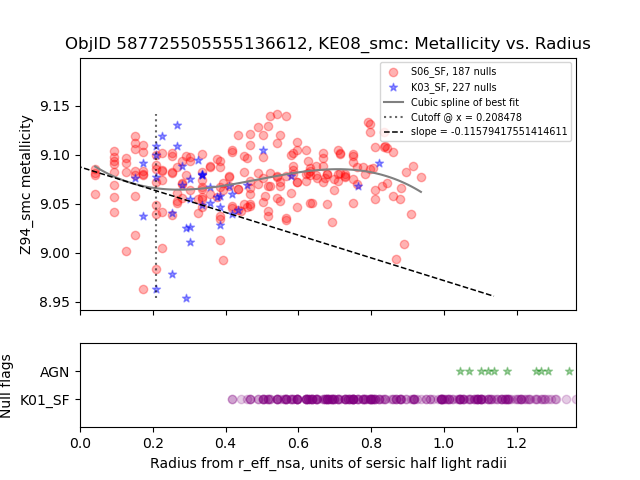 ObjID 587725505555136612, KE08_smc: Metallicity vs. Radius
S06_SF, 187 nulls
K03_SF, 227 nulls
Cubic spline of best fit
Cutoff @ x = 0.208478
slope = -0.11579417551414611
Z94_smc metallicity
9.15
9.10
9.05
9.00
8.95
Null flags
AGN
K01_SF
0.0 0.2 0.4 0.6 0.8 1.0 1.2
Radius from r_eff_nsa, units of sersic half light radii